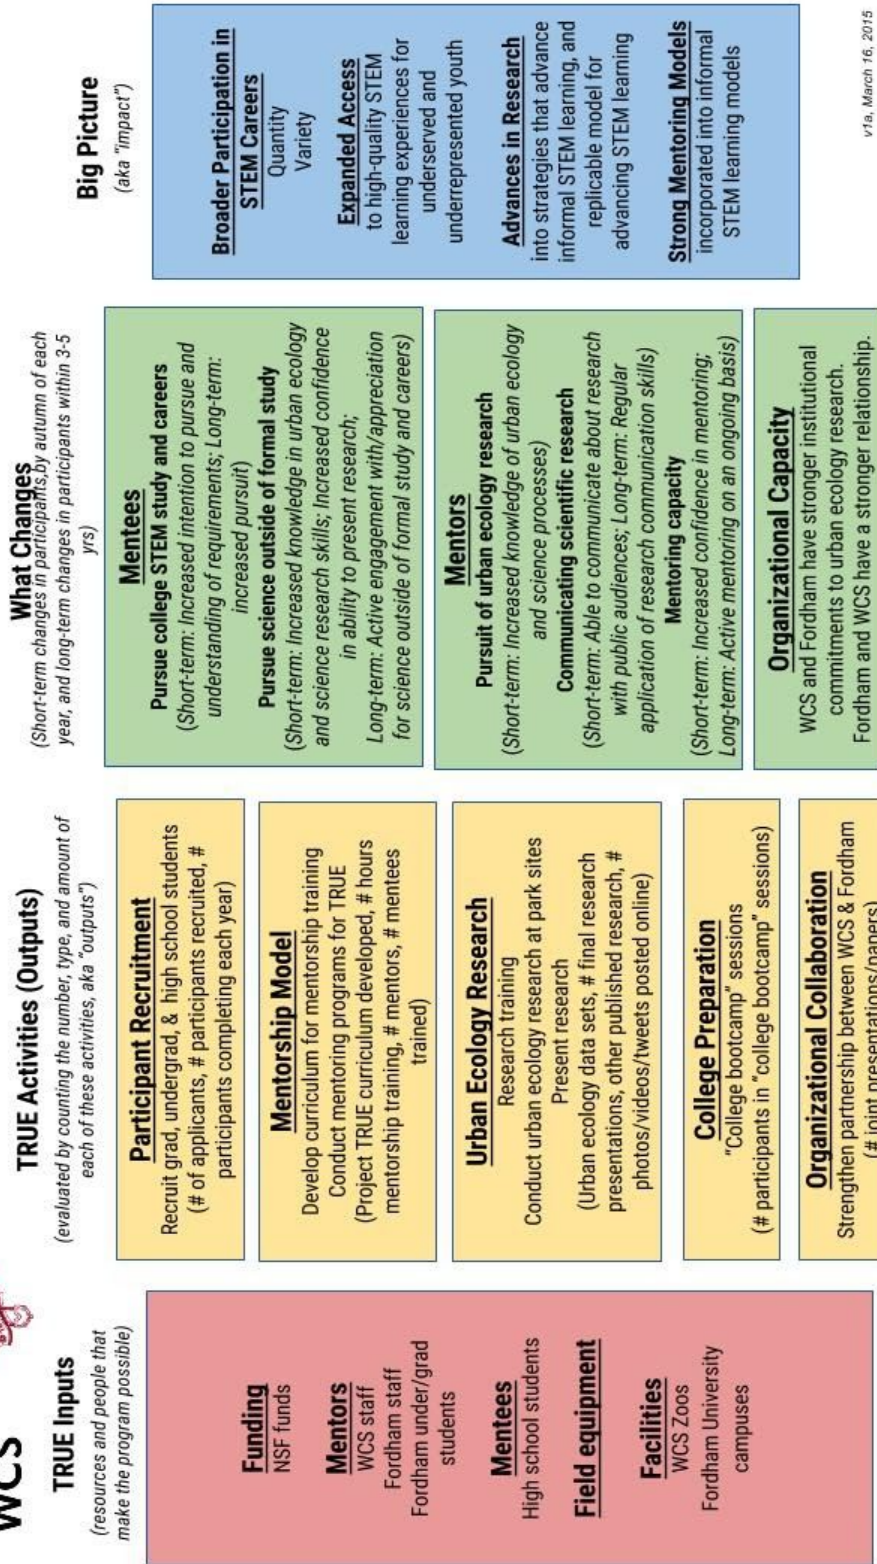 WCS
TRUE Inputs
(resources and people that
make the program possible)
Funding
NSF funds
Mentors
WCS staff
Fordham staff
Fordham under/grad
students
Mentees
High school students
Field equipment
Facilities
WCS Zoos
Fordham University
campuses
TRUE Activities (Outputs)
(evaluated by counting the number, type, and amount of
each of these activities, aka "outputs")
Participant Recruitment
Recruit grad, undergrad, & high school students
(# of applicants, # participants recruited, #
participants completing each year)
Mentorship Model
Develop curriculum for mentorship training
Conduct mentoring programs for TRUE
(Project TRUE curriculum developed, # hours
mentorship training, # mentors, # mentees
trained)
Urban Ecology Research
Research training
Conduct urban ecology research at park sites
Present research
(Urban ecology data sets, # final research
presentations, other published research, #
photos/videos/tweets posted online)
College Preparation
"College bootcamp" sessions
(# participants in "college bootcamp" sessions)
Organizational Collaboration
Strengthen partnership between WCS & Fordham
(# joint presentations/papers)
What Changes
(Short-term changes in participants,by autumn of each
year, and long-term changes in participants within 3-5
yrs)
Mentees
Pursue college STEM study and careers
(Short-term: Increased intention to pursue and
understanding of requirements; Long-term:
increased pursuit)
Pursue science outside of formal study
(Short-term: Increased knowledge in urban ecology
and science research skills; Increased confidence
in ability to present research;
Long-term: Active engagement with/appreciation
for science outside of formal study and careers)
Mentors
Pursuit of urban ecology research
(Short-term: Increased knowledge of urban ecology
and science processes)
Communicating scientific research
(Short-term: Able to communicate about research
with public audiences; Long-term: Regular
application of research communication skills)
Mentoring capacity
(Short-term: Increased confidence in mentoring;
Long-term: Active mentoring on an ongoing basis)
Organizational Capacity
WCS and Fordham have stronger institutional
commitments to urban ecology research.
Fordham and WCS have a stronger relationship.
Big Picture
(aka "impact")
Broader Participation in
STEM Careers
Quantity
Variety
Expanded Access
to high-quality STEM
learning experiences for
underserved and
underrepresented youth
Advances in Research
into strategies that advance
informal STEM learning, and
replicable model for
advancing STEM learning
Strong Mentoring Models
incorporated into informal
STEM learning models
v1a, March 16, 2015